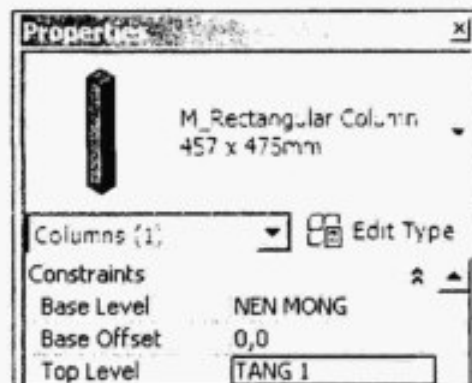 Properties
M_Rectangular Column
457 x 475mm
Columns (1)
Edit Type
Constraints
Base Level NEN MONG
Base Offset 0,0
Top Level TANG 1